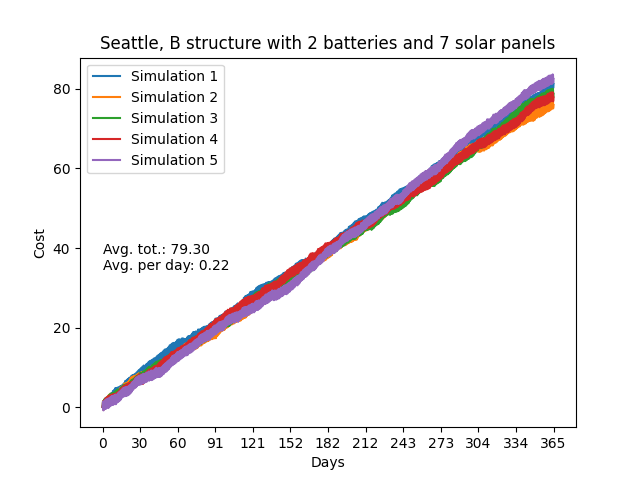 Seattle, B structure with 2 batteries and 7 solar panels
Simulation 1
Simulation 2
Simulation 3
Simulation 4
Simulation 5
Avg. tot.: 79.30
Avg. per day: 0.22
Cost
80
60
40
20
0
0 30 60 91 121 152 182 212 243 273 304 334 365
Days